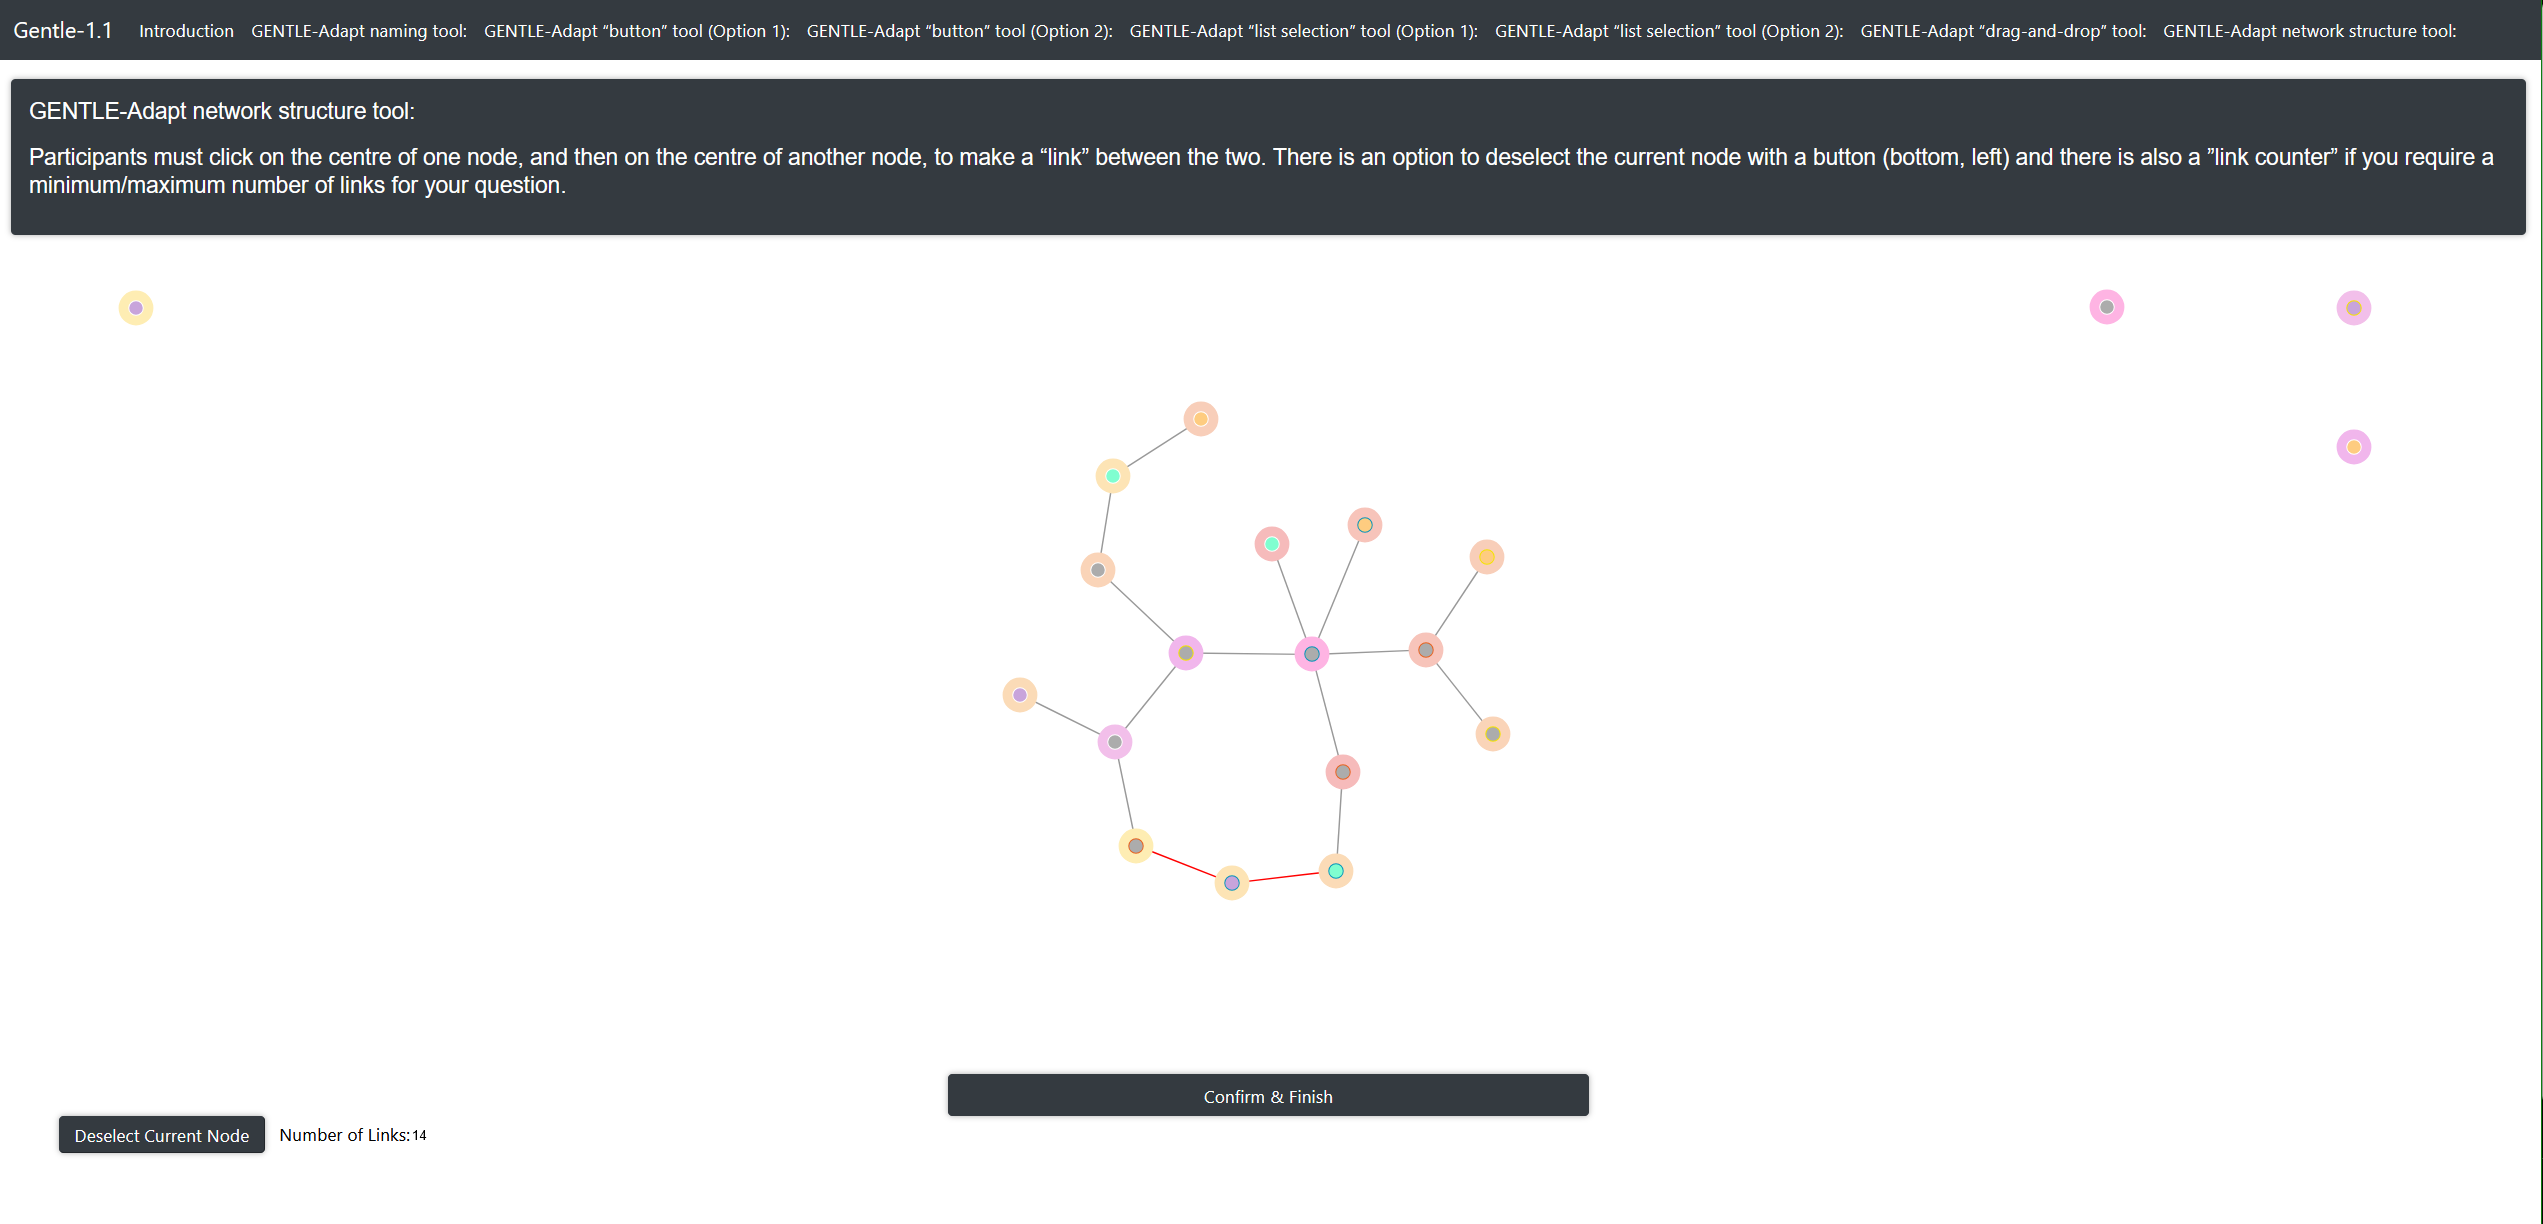 Gentle-1.1 Introduction GENTLE-Adapt naming tool: GENTLE-Adapt “button” tool (Option 1): GENTLE-Adapt “button” tool (Option 2): GENTLE-Adapt “list selection” tool (Option 1): GENTLE-Adapt “list selection” tool (Option 2): GENTLE-Adapt “drag-and-drop” tool: GENTLE-Adapt network structure tool:
GENTLE-Adapt network structure tool:
Participants must click on the centre of one node, and then on the centre of another node, to make a “link” between the two. There is an option to deselect the current node with a button (bottom, left) and there is also a ”link counter” if you require a
minimum/maximum number of links for your question.
Confirm & Finish
Deselect Current Node Number of Links:14